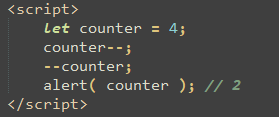 <script>
let counter = 4;
counter--;
--counter;
alert( counter ); // 2
</script>